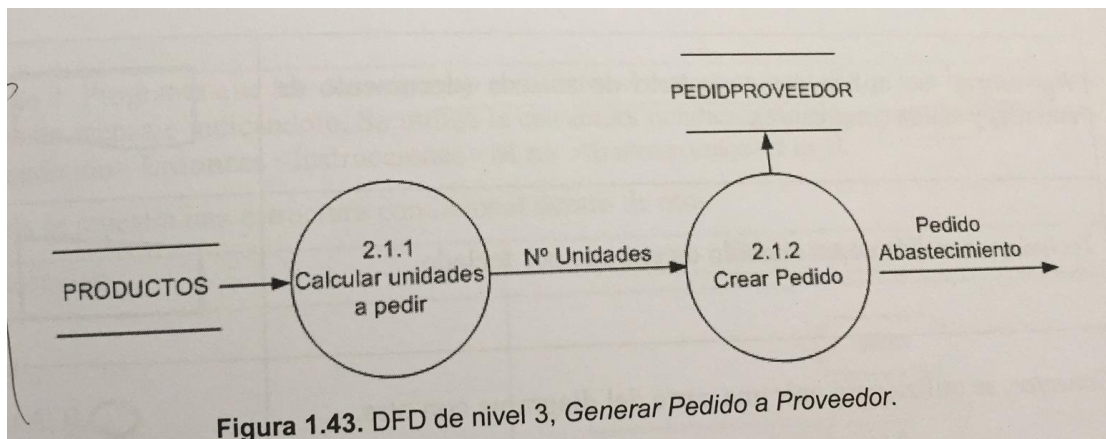 PEDIDPROVEEDOR
PRODUCTOS
2.1.1
Calcular unidades
a pedir
Nº Unidades
2.1.2
Crear Pedido
Pedido
Abastecimiento
Figura 1.43. DFD de nivel 3, Generar Pedido a Proveedor.